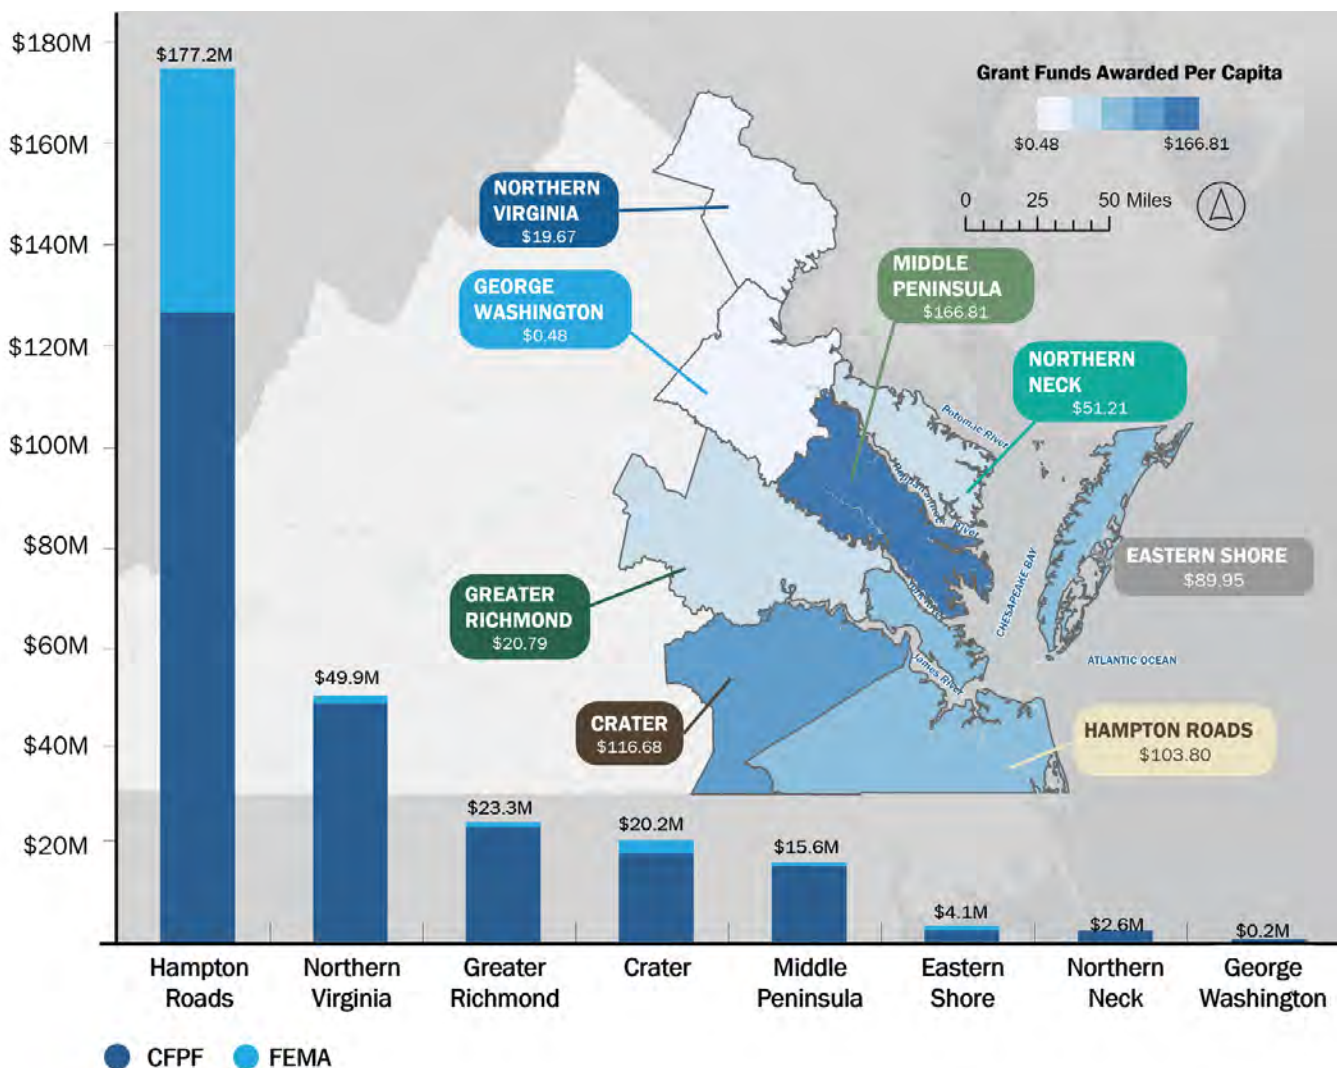 $180M
$160M
$140M
$120M
$100M
$80M
$60M
$40M
$20M
$177.2M
$49.9M
$23.3M
$20.2M
$15.6M
$4.1M
$2.6M
$0.2M
Hampton
Roads
Northern
Virginia
Greater
Richmond
Crater
Middle
Peninsula
Eastern
Shore
Northern
Neck
George
Washington
CFPF
FEMA
Grant Funds Awarded Per Capita
$0.48
$166.81
0 25 50 Miles
NORTHERN
VIRGINIA
$19.67
GEORGE
WASHINGTON
$0.48
MIDDLE
PENINSULA
$166.81
NORTHERN
NECK
$51.21
EASTERN SHORE
$89.95
GREATER
RICHMOND
$20.79
CRATER
$116.68
HAMPTON ROADS
$103.80
Potomac River
River
James River
CHESAPEAKE BAY
ATLANTIC OCEAN